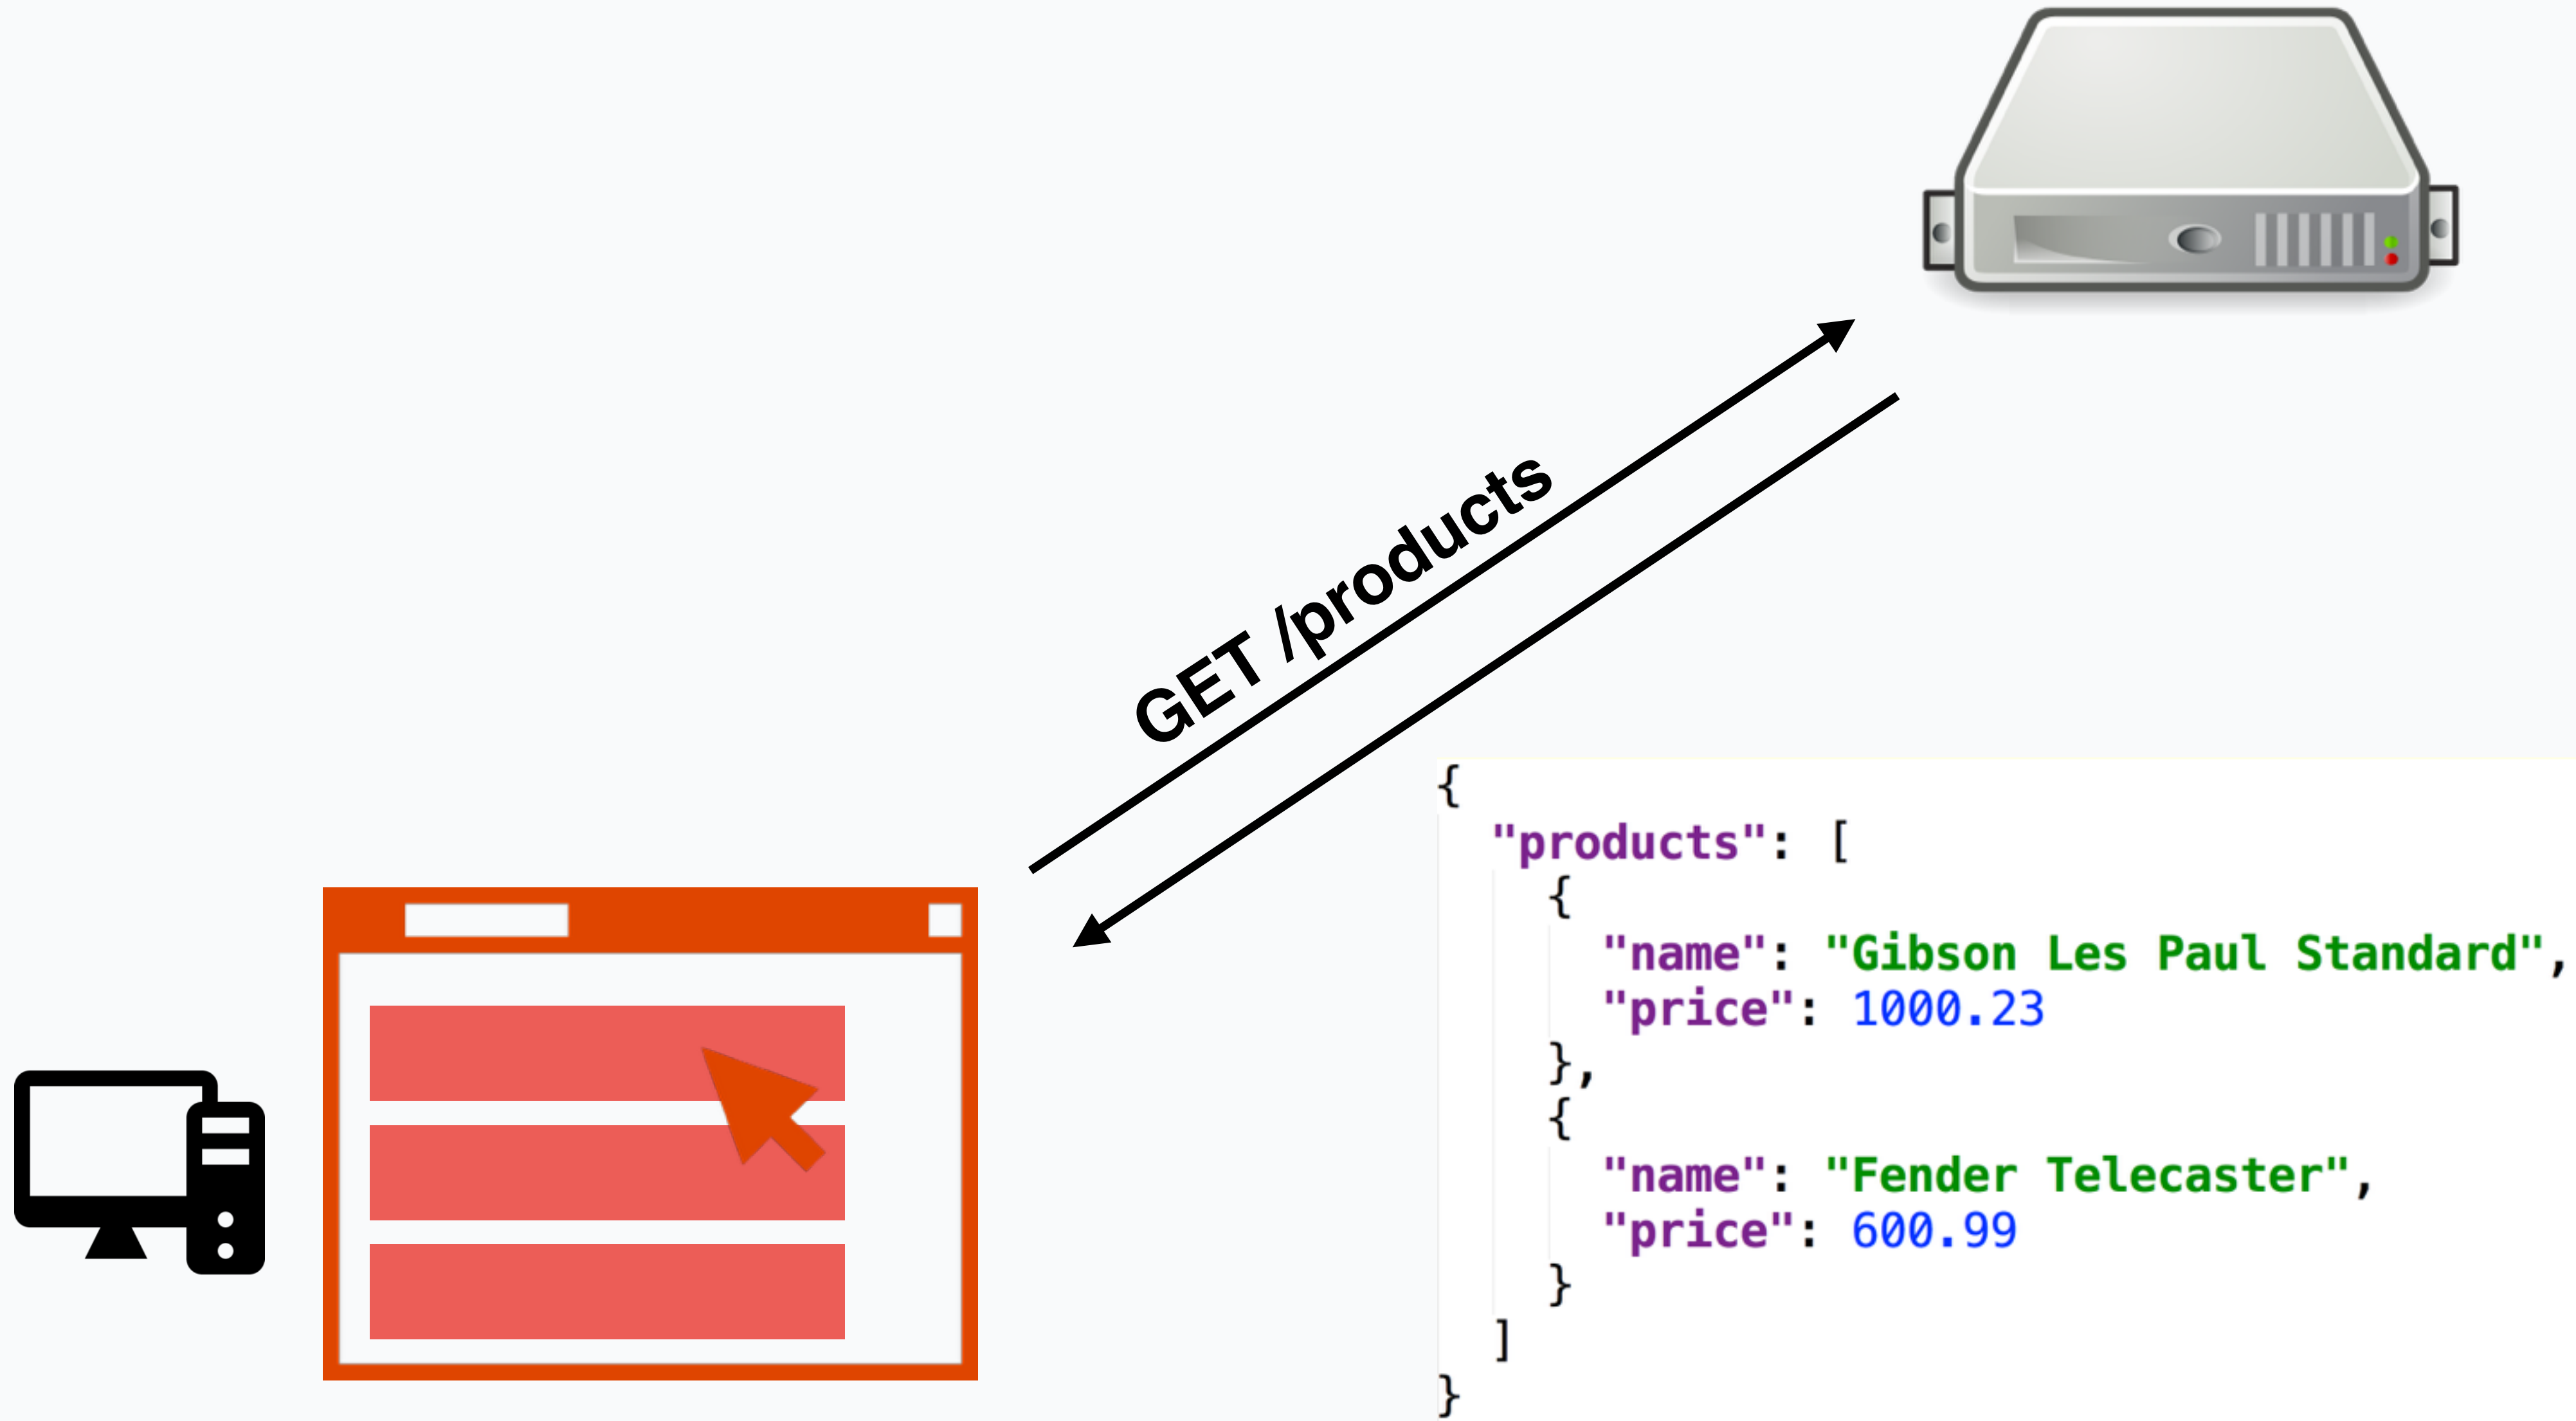 GET /products
{
  "products": [
    {
      "name": "Gibson Les Paul Standard",
      "price": 1000.23
    },
    {
      "name": "Fender Telecaster",
      "price": 600.99
    }
  ]
}